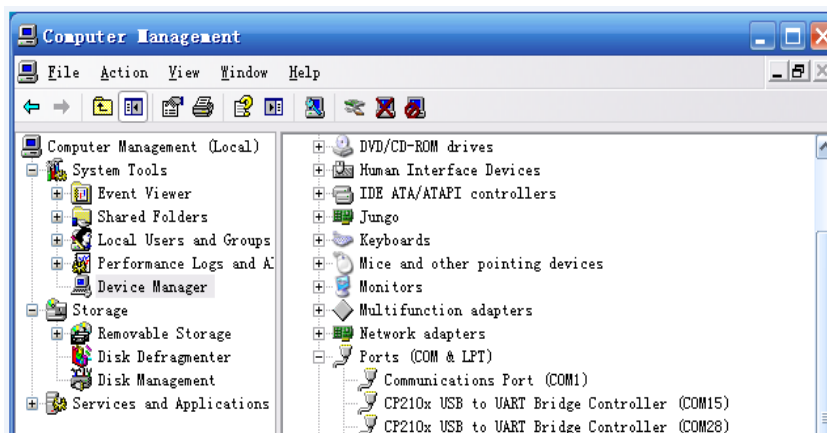 Computer Management
File Action View Window Help
Computer Management (Local)
System Tools
Event Viewer
Shared Folders
Local Users and Groups
Performance Logs and A
Device Manager
Storage
Removable Storage
Disk Defragmenter
Disk Management
Services and Applications
DVD/CD-ROM drives
Human Interface Devices
IDE ATA/ATAPI controllers
Jungo
Keyboards
Mice and other pointing devices
Monitors
Multifunction adapters
Network adapters
Ports (COM & LPT)
Communications Port (COM1)
CP210x USB to UART Bridge Controller (COM15)
CP210x USB to UART Bridge Controller (COM28)